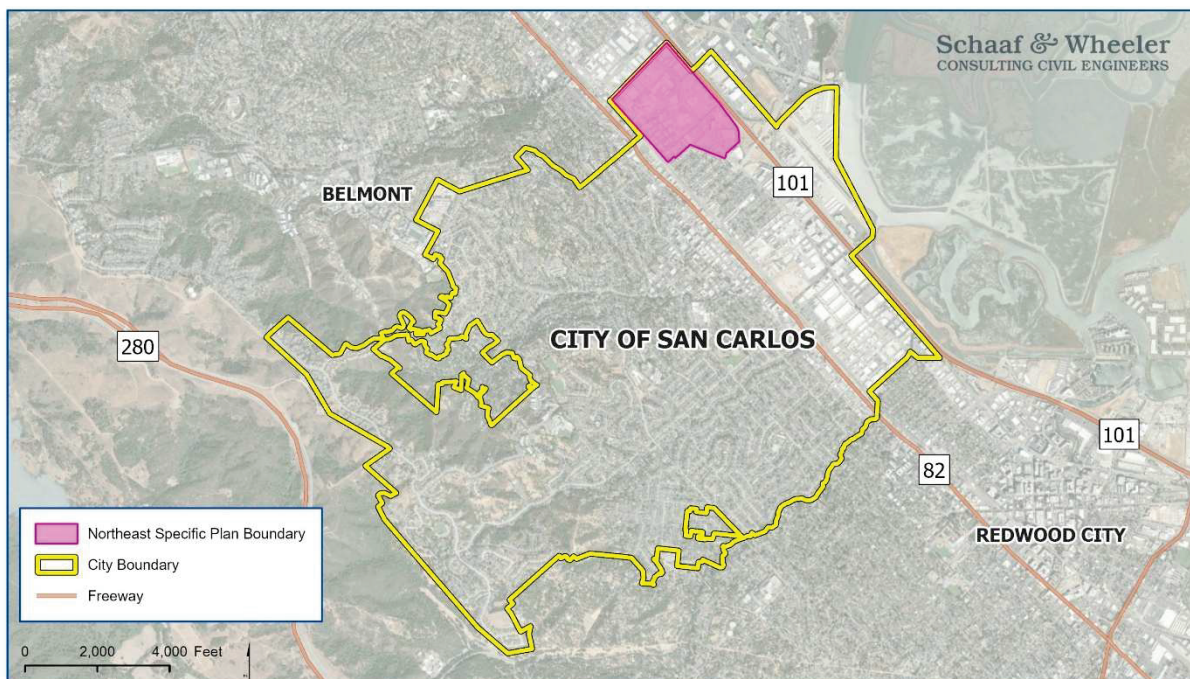 Schaaf & Wheeler
CONSULTING CIVIL ENGINEERS
BELMONT
101
CITY OF SAN CARLOS
280
101
82
REDWOOD CITY
Northeast Specific Plan Boundary
City Boundary
Freeway
0 2,000 4,000 Feet